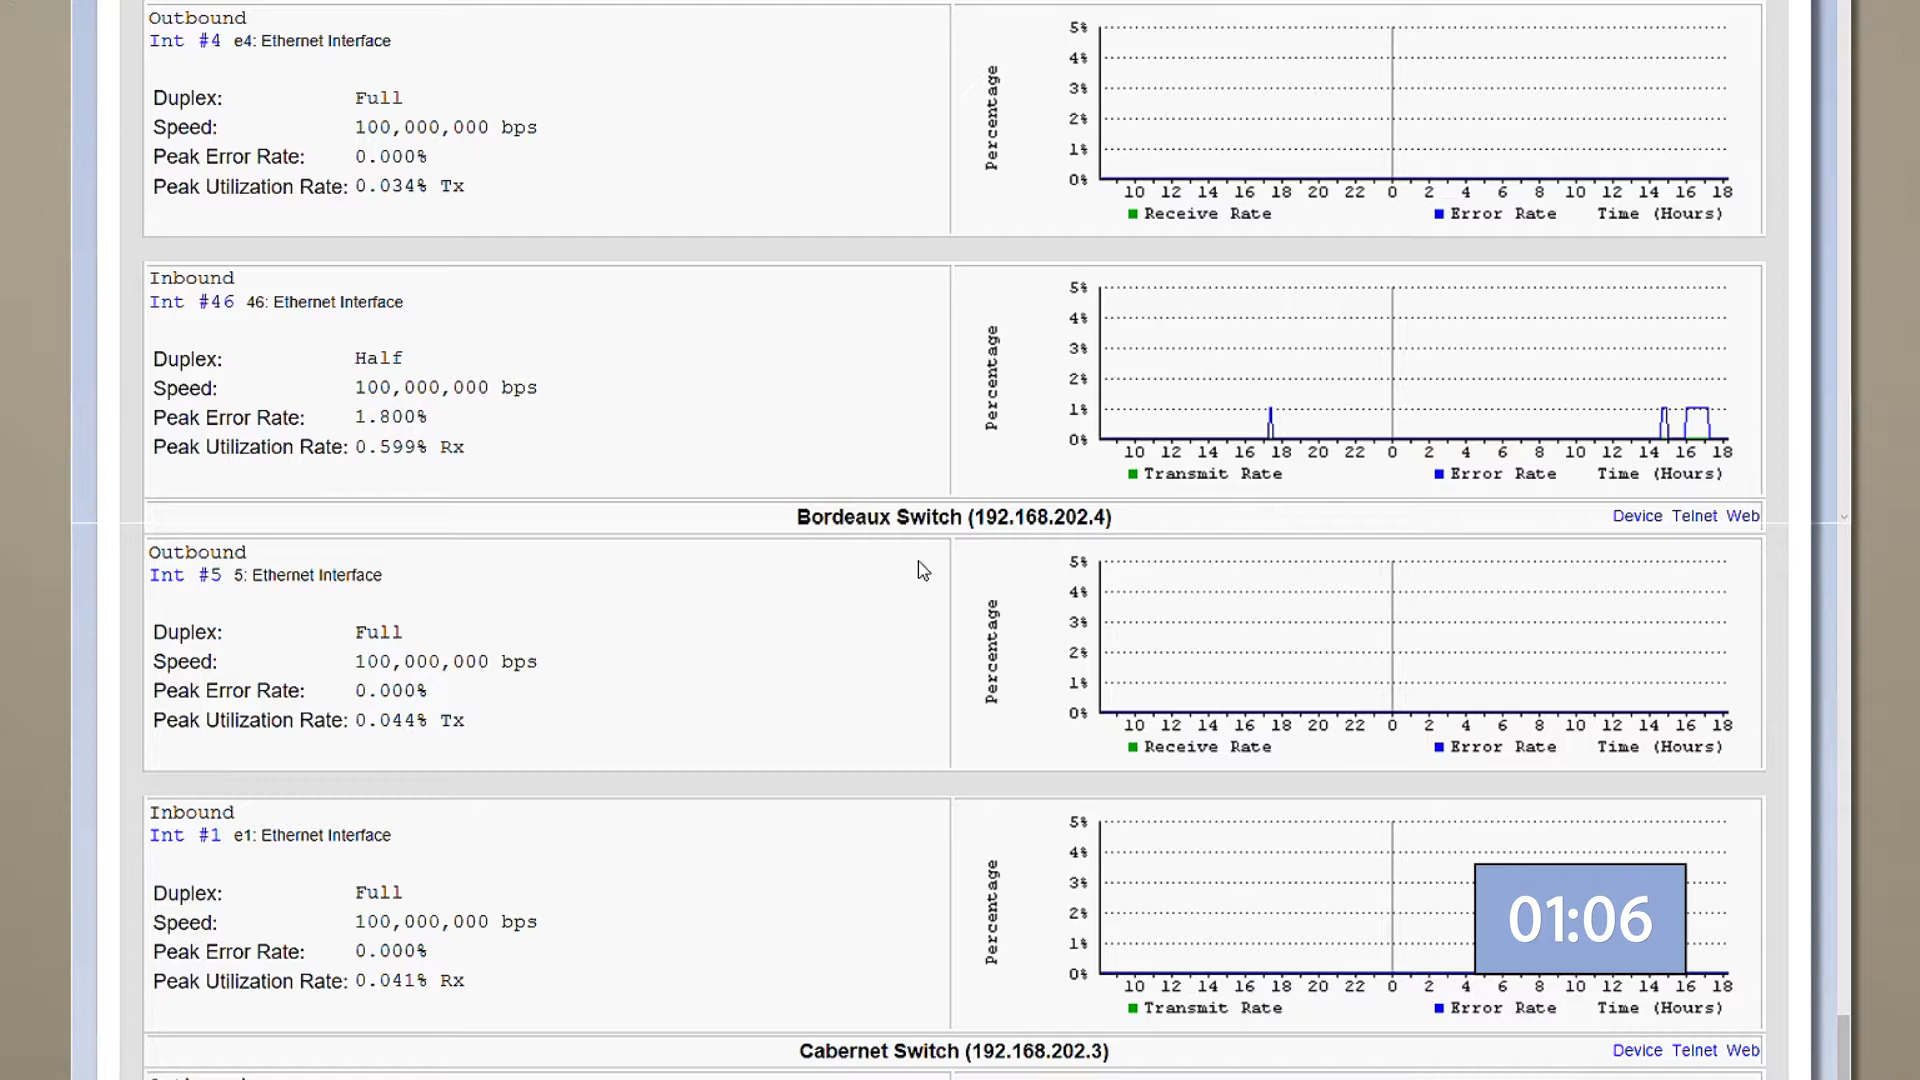 Outbound
Int #4 e4: Ethernet Interface
Duplex: Full
Speed: 100,000,000 bps
Peak Error Rate: 0.000%
Peak Utilization Rate: 0.034% Tx
Percentage
5%
4%
3%
2%
1%
0%
10 12 14 16 18 20 22 0 2 4 6 8 10 12 14 16 18
Receive Rate Error Rate Time (Hours)
Inbound
Int #46 46: Ethernet Interface
Duplex: Half
Speed: 100,000,000 bps
Peak Error Rate: 1.800%
Peak Utilization Rate: 0.599% Rx
Percentage
5%
4%
3%
2%
1%
0%
10 12 14 16 18 20 22 0 2 4 6 8 10 12 14 16 18
Transmit Rate Error Rate Time (Hours)
Bordeaux Switch (192.168.202.4) Device Telnet Web
Outbound
Int #5 5: Ethernet Interface
Duplex: Full
Speed: 100,000,000 bps
Peak Error Rate: 0.000%
Peak Utilization Rate: 0.044% Tx
Percentage
5%
4%
3%
2%
1%
0%
10 12 14 16 18 20 22 0 2 4 6 8 10 12 14 16 18
Receive Rate Error Rate Time (Hours)
Inbound
Int #1 e1: Ethernet Interface
Duplex: Full
Speed: 100,000,000 bps
Peak Error Rate: 0.000%
Peak Utilization Rate: 0.041% Rx
Percentage
5%
4%
3%
2%
1%
0%
10 12 14 16 18 20 22 0 2 4 6 8 10 12 14 16 18
Transmit Rate Error Rate Time (Hours)
01:06
Cabernet Switch (192.168.202.3) Device Telnet Web